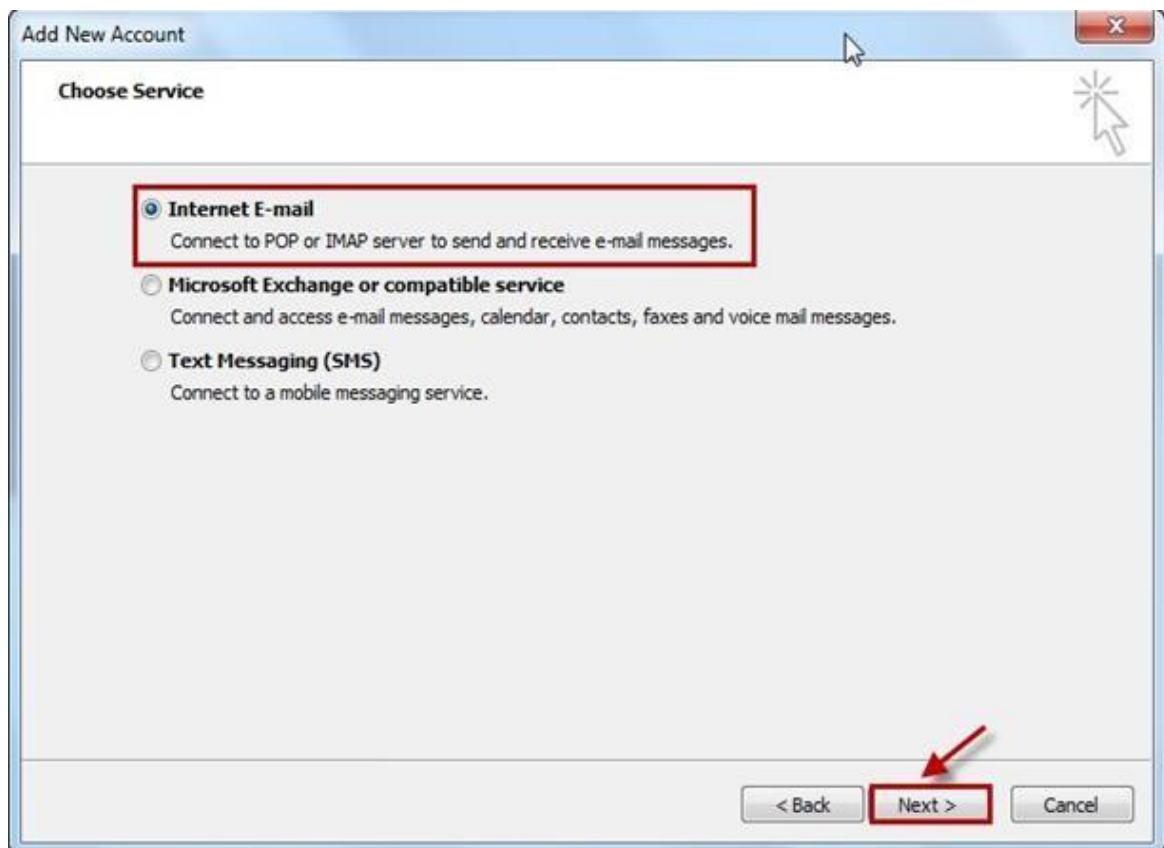 Add New Account
Choose Service
Internet E-mail
Connect to POP or IMAP server to send and receive e-mail messages.
Microsoft Exchange or compatible service
Connect and access e-mail messages, calendar, contacts, faxes and voice mail messages.
Text Messaging (SMS)
Connect to a mobile messaging service.
< Back Next > Cancel